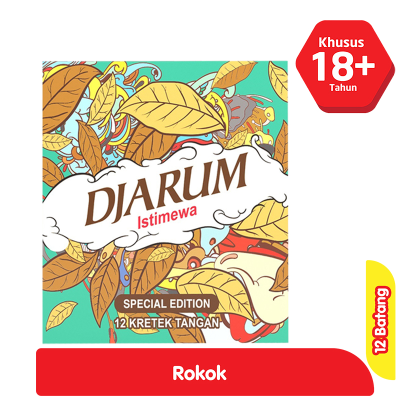 Khusus
18+
Tahun
DJARUM
Istimewa
SPECIAL EDITION
12 KRETEK TANGAN
12 Batang
Rokok